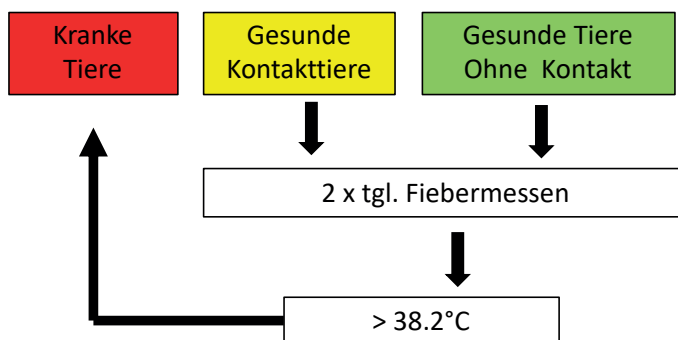 Kranke
Tiere
Gesunde
Kontakttiere
Gesunde Tiere
Ohne Kontakt
2 x tgl. Fiebermessen
> 38.2°C